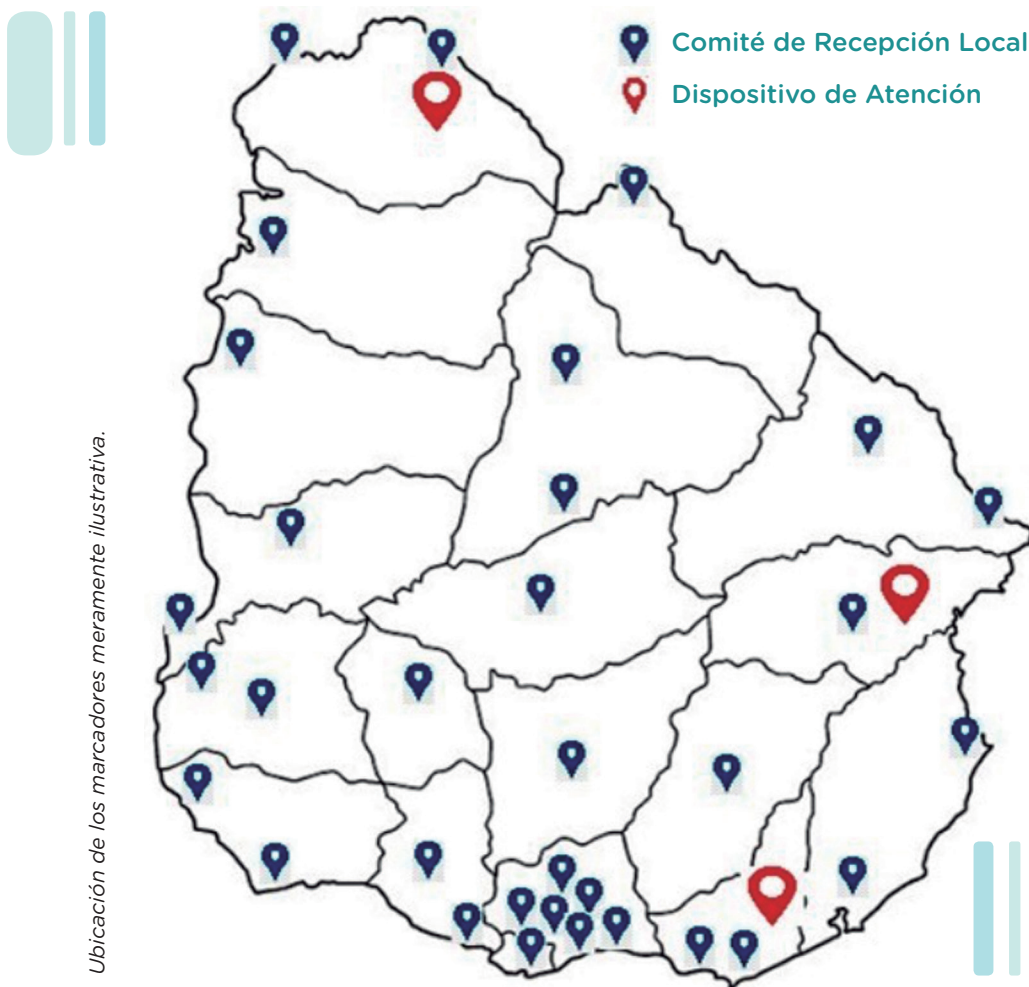 Comité de Recepción Local
Dispositivo de Atención
Ubicación de los marcadores meramente ilustrativa.